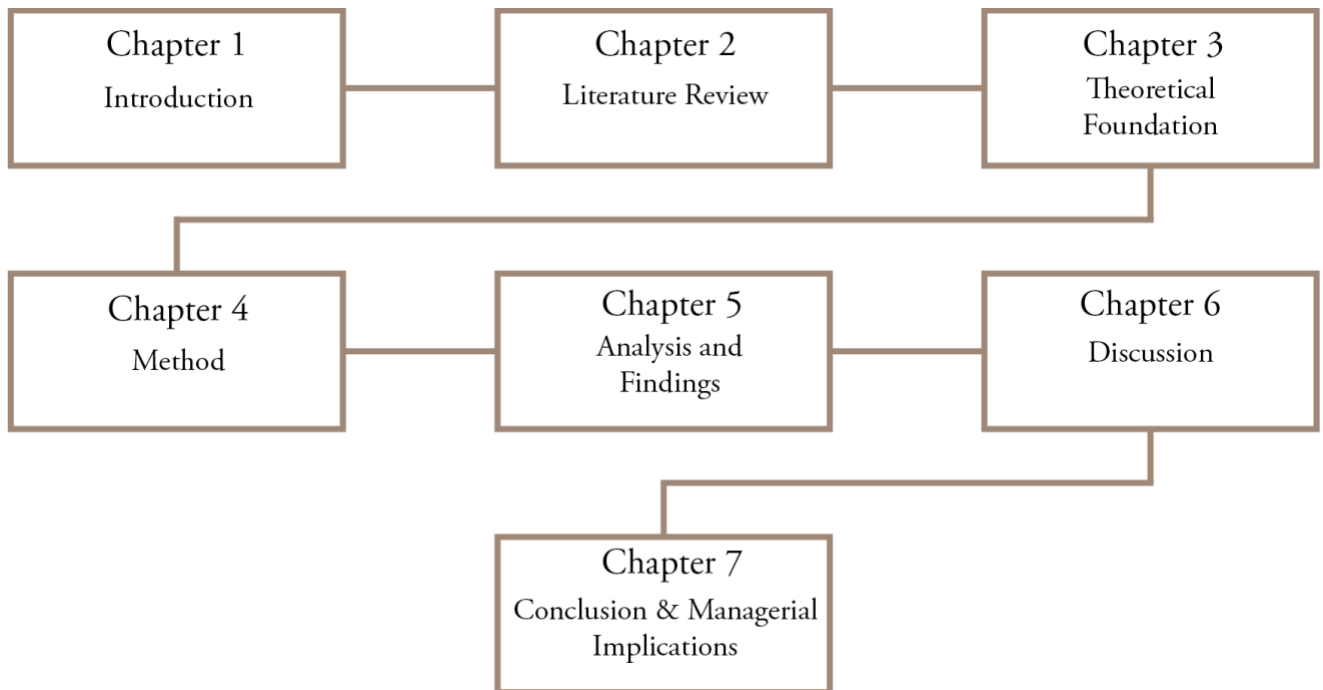 Chapter 1
Introduction
Chapter 2
Literature Review
Chapter 3
Theoretical
Foundation
Chapter 4
Method
Chapter 5
Analysis and
Findings
Chapter 6
Discussion
Chapter 7
Conclusion & Managerial
Implications